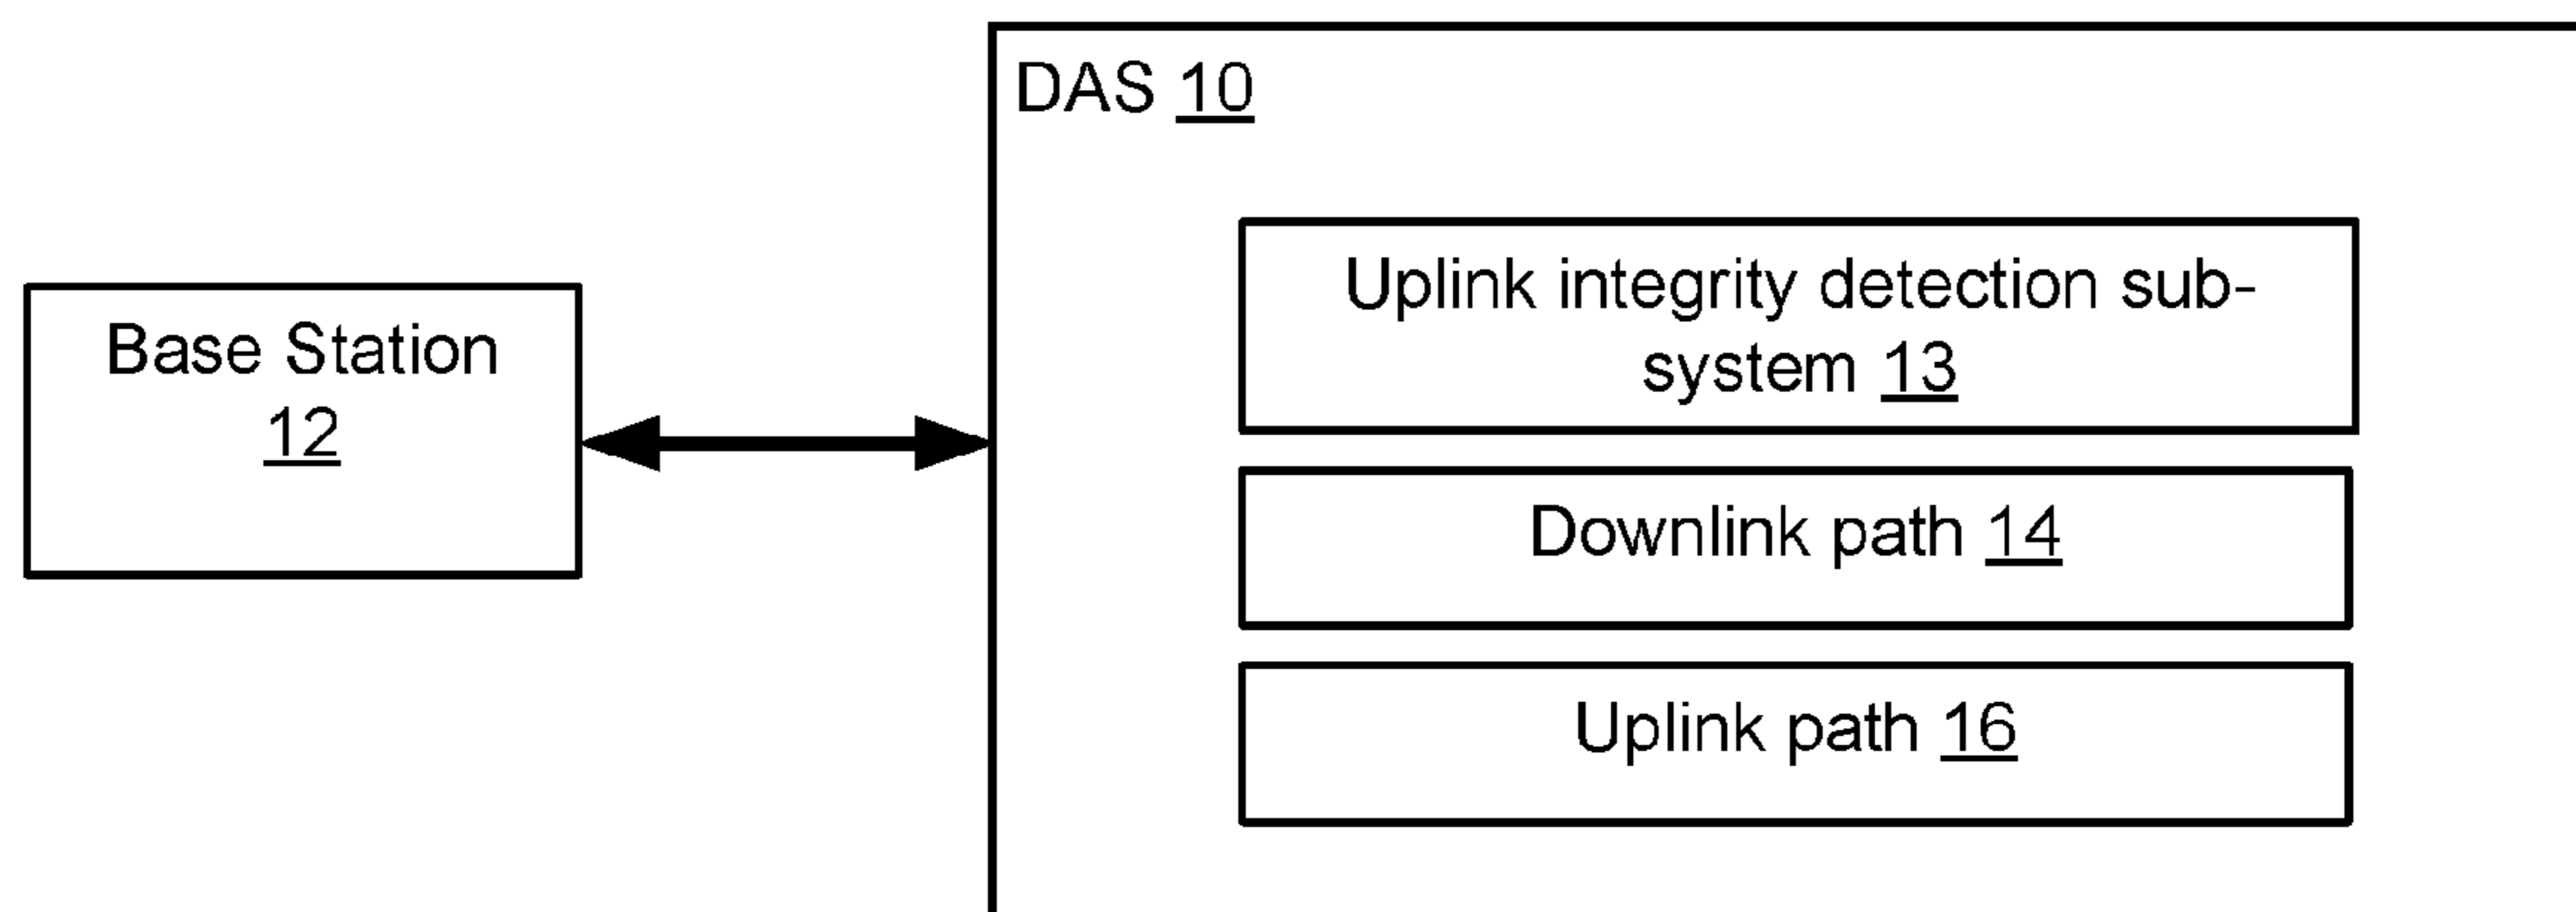 DAS 10
Uplink integrity detection sub-
system 13
Base Station
12
Downlink path 14
Uplink path 16